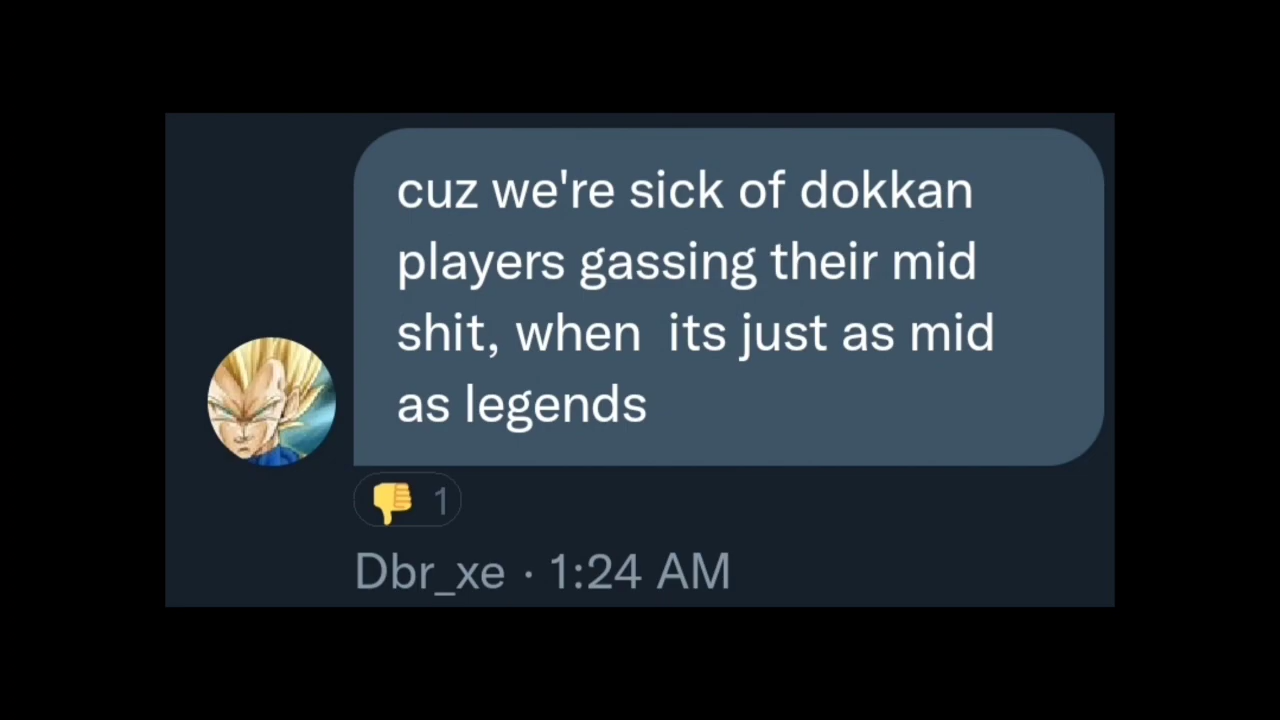 cuz we're sick of dokkan
players gassing their mid
shit, when  its just as mid
as legends
👎 1
Dbr_xe · 1:24 AM